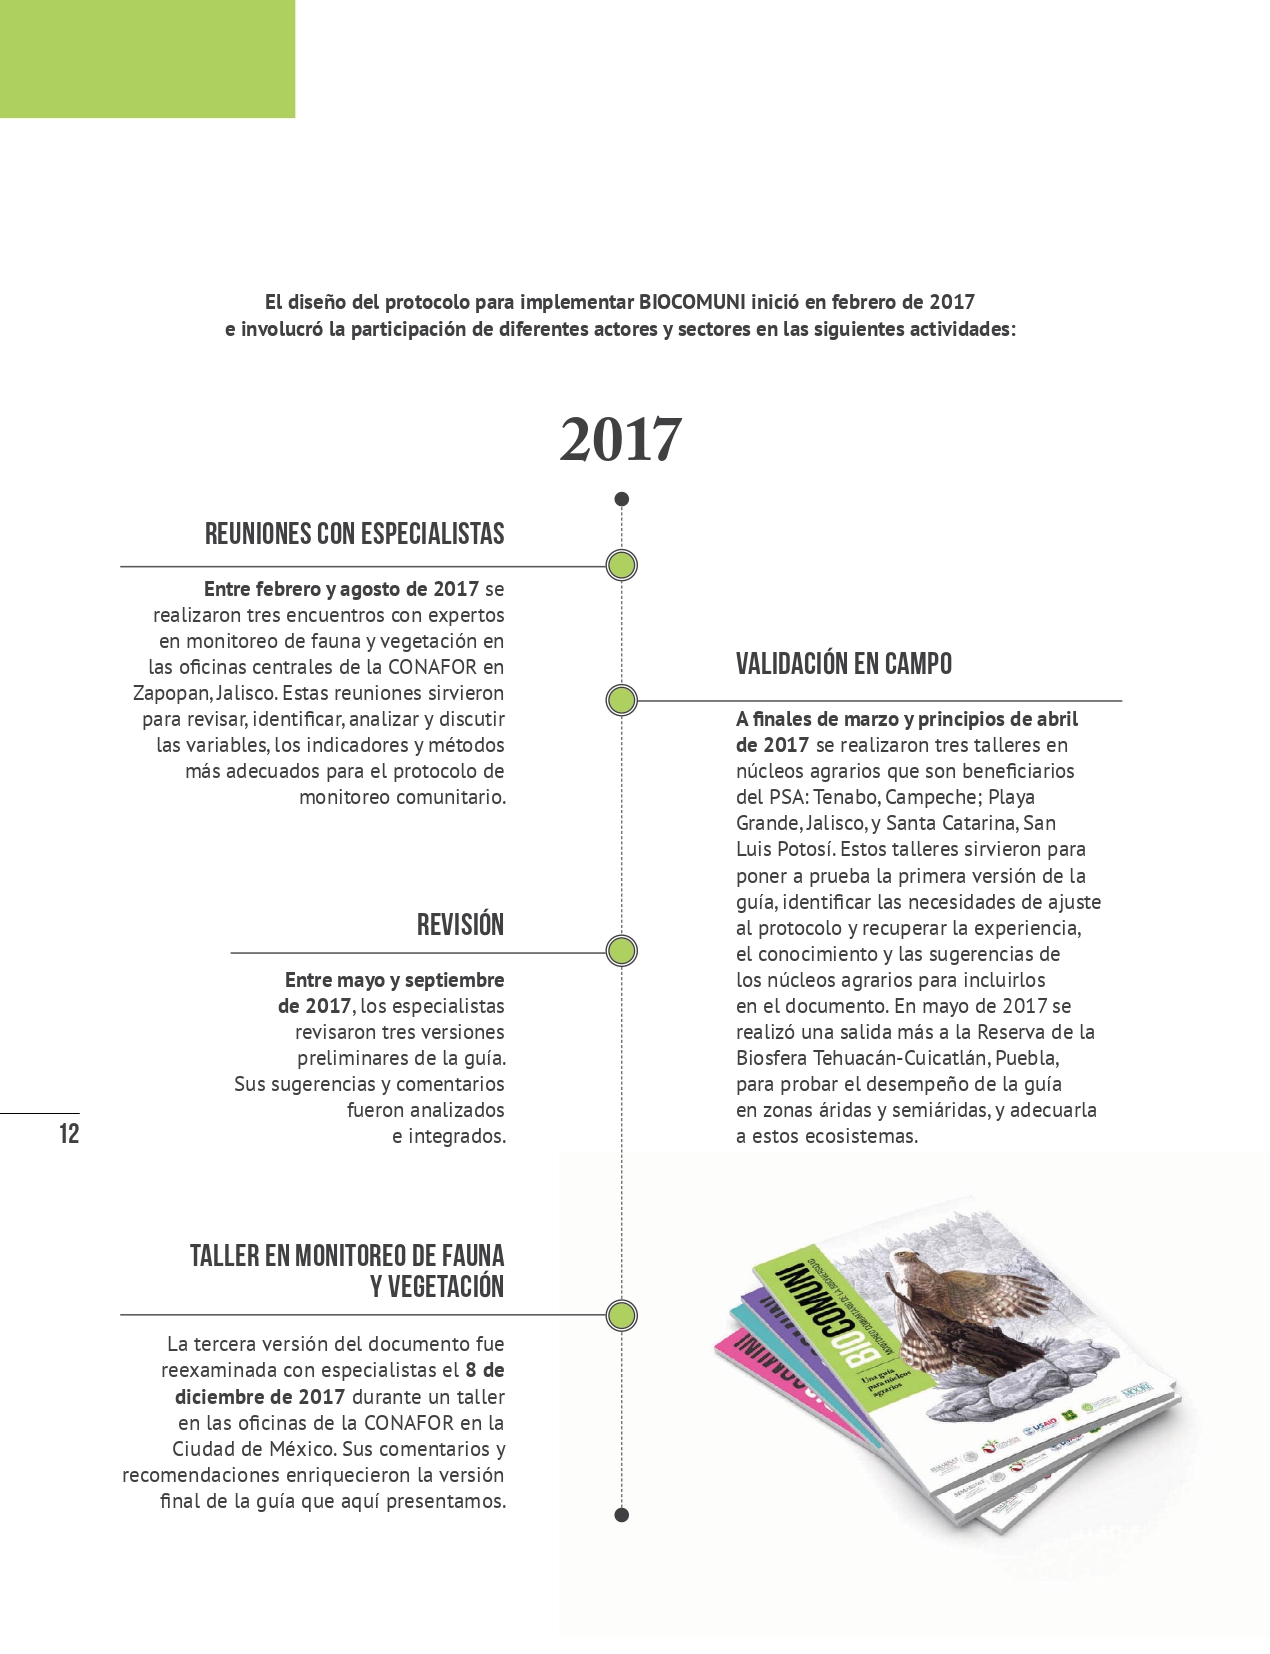 El diseño del protocolo para implementar BIOCOMUNI inició en febrero de 2017
e involucró la participación de diferentes actores y sectores en las siguientes actividades:
2017
REUNIONES CON ESPECIALISTAS
Entre febrero y agosto de 2017 se
realizaron tres encuentros con expertos
en monitoreo de fauna y vegetación en
las oficinas centrales de la CONAFOR en
Zapopan, Jalisco. Estas reuniones sirvieron
para revisar, identificar, analizar y discutir
las variables, los indicadores y métodos
más adecuados para el protocolo de
monitoreo comunitario.
VALIDACIÓN EN CAMPO
A finales de marzo y principios de abril
de 2017 se realizaron tres talleres en
núcleos agrarios que son beneficiarios
del PSA: Tenabo, Campeche; Playa
Grande, Jalisco, y Santa Catarina, San
Luis Potosí. Estos talleres sirvieron para
poner a prueba la primera versión de la
guía, identificar las necesidades de ajuste
al protocolo y recuperar la experiencia,
el conocimiento y las sugerencias de
los núcleos agrarios para incluirlos
en el documento. En mayo de 2017 se
realizó una salida más a la Reserva de la
Biosfera Tehuacán-Cuicatlán, Puebla,
para probar el desempeño de la guía
en zonas áridas y semiáridas, y adecuarla
a estos ecosistemas.
REVISIÓN
Entre mayo y septiembre
de 2017, los especialistas
revisaron tres versiones
preliminares de la guía.
Sus sugerencias y comentarios
fueron analizados
e integrados.
12
TALLER EN MONITOREO DE FAUNA
Y VEGETACIÓN
La tercera versión del documento fue
reexaminada con especialistas el 8 de
diciembre de 2017 durante un taller
en las oficinas de la CONAFOR en la
Ciudad de México. Sus comentarios y
recomendaciones enriquecieron la versión
final de la guía que aquí presentamos.
BIOCOMUNI
MONITOREO COMUNITARIO DE LA BIODIVERSIDAD
Una guía
para núcleos
agrarios
SEMARNAT
USAID
MOORE